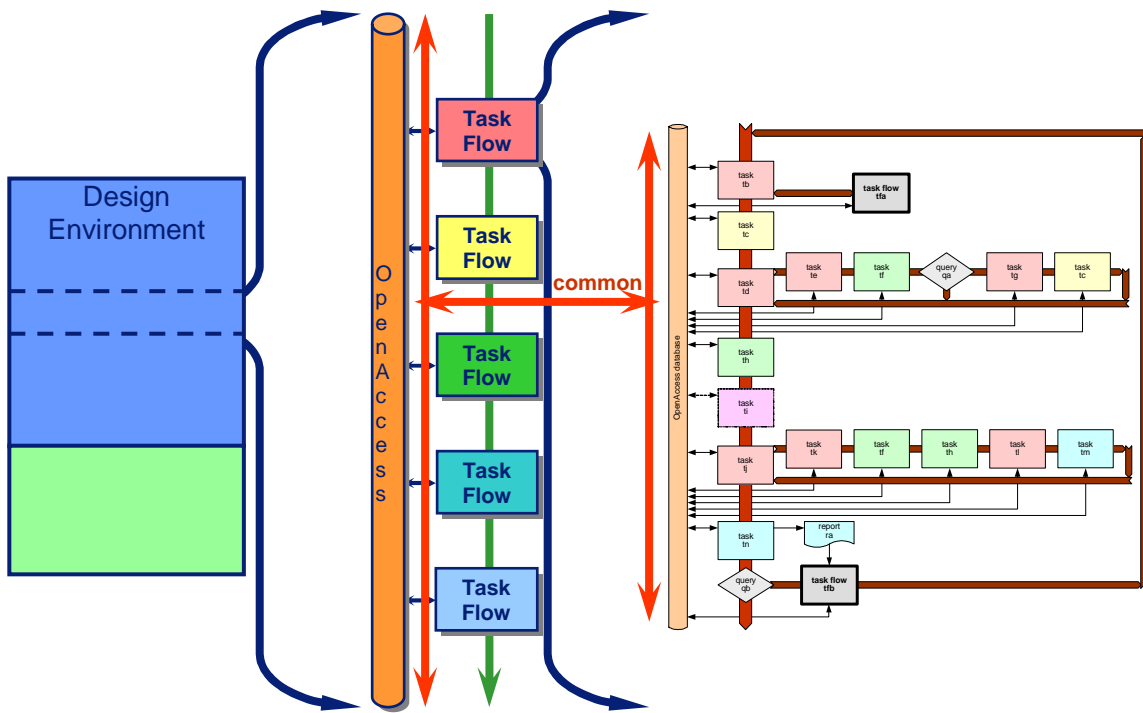 Design
Environment
OpenAccess
Task
Flow
Task
Flow
common
Task
Flow
Task
Flow
Task
Flow
OpenAccess database
task
tb
task flow
tfa
task
tc
task
td
task
te
task
tf
query
qa
task
tg
task
tc
task
th
task
ti
task
tj
task
tk
task
tf
task
th
task
tl
task
tm
task
tn
report
ra
query
qb
task flow
tfb